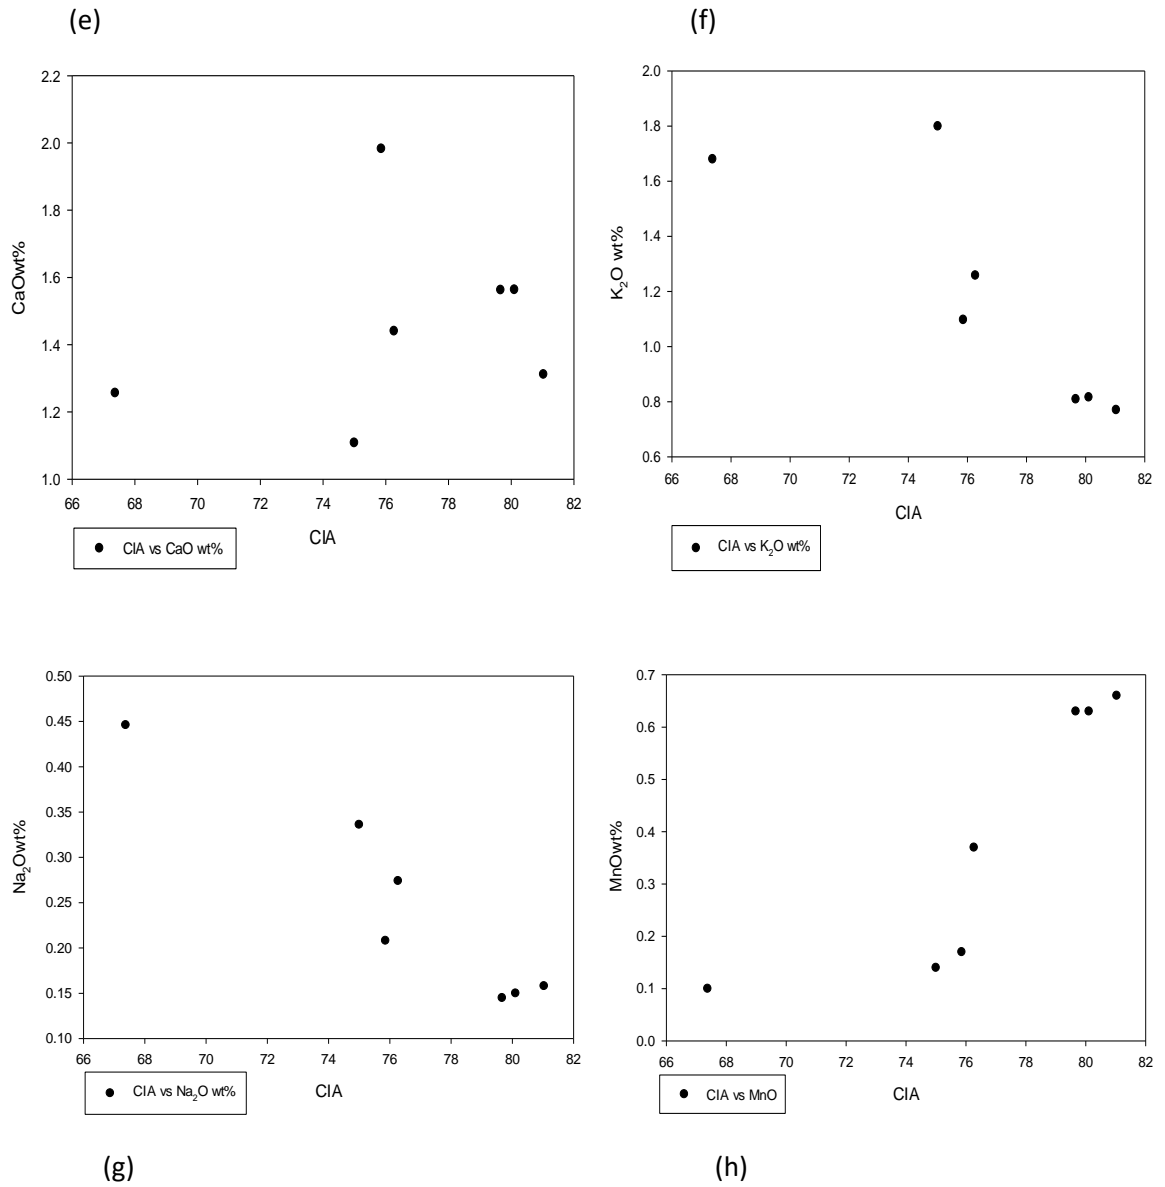 (e)
2.2
2.0
1.8
1.6
1.4
1.2
1.0
CaOwt%
66 68 70 72 74 76 78 80 82
CIA
CIA vs CaO wt%
(f)
2.0
1.8
1.6
1.4
1.2
1.0
0.8
0.6
K₂O wt%
66 68 70 72 74 76 78 80 82
CIA
CIA vs K₂O wt%
0.50
0.45
0.40
0.35
0.30
0.25
0.20
0.15
0.10
Na₂Owt%
66 68 70 72 74 76 78 80 82
CIA
CIA vs Na₂O wt%
(g)
0.7
0.6
0.5
0.4
0.3
0.2
0.1
0.0
MnOwt%
66 68 70 72 74 76 78 80 82
CIA
CIA vs MnO
(h)